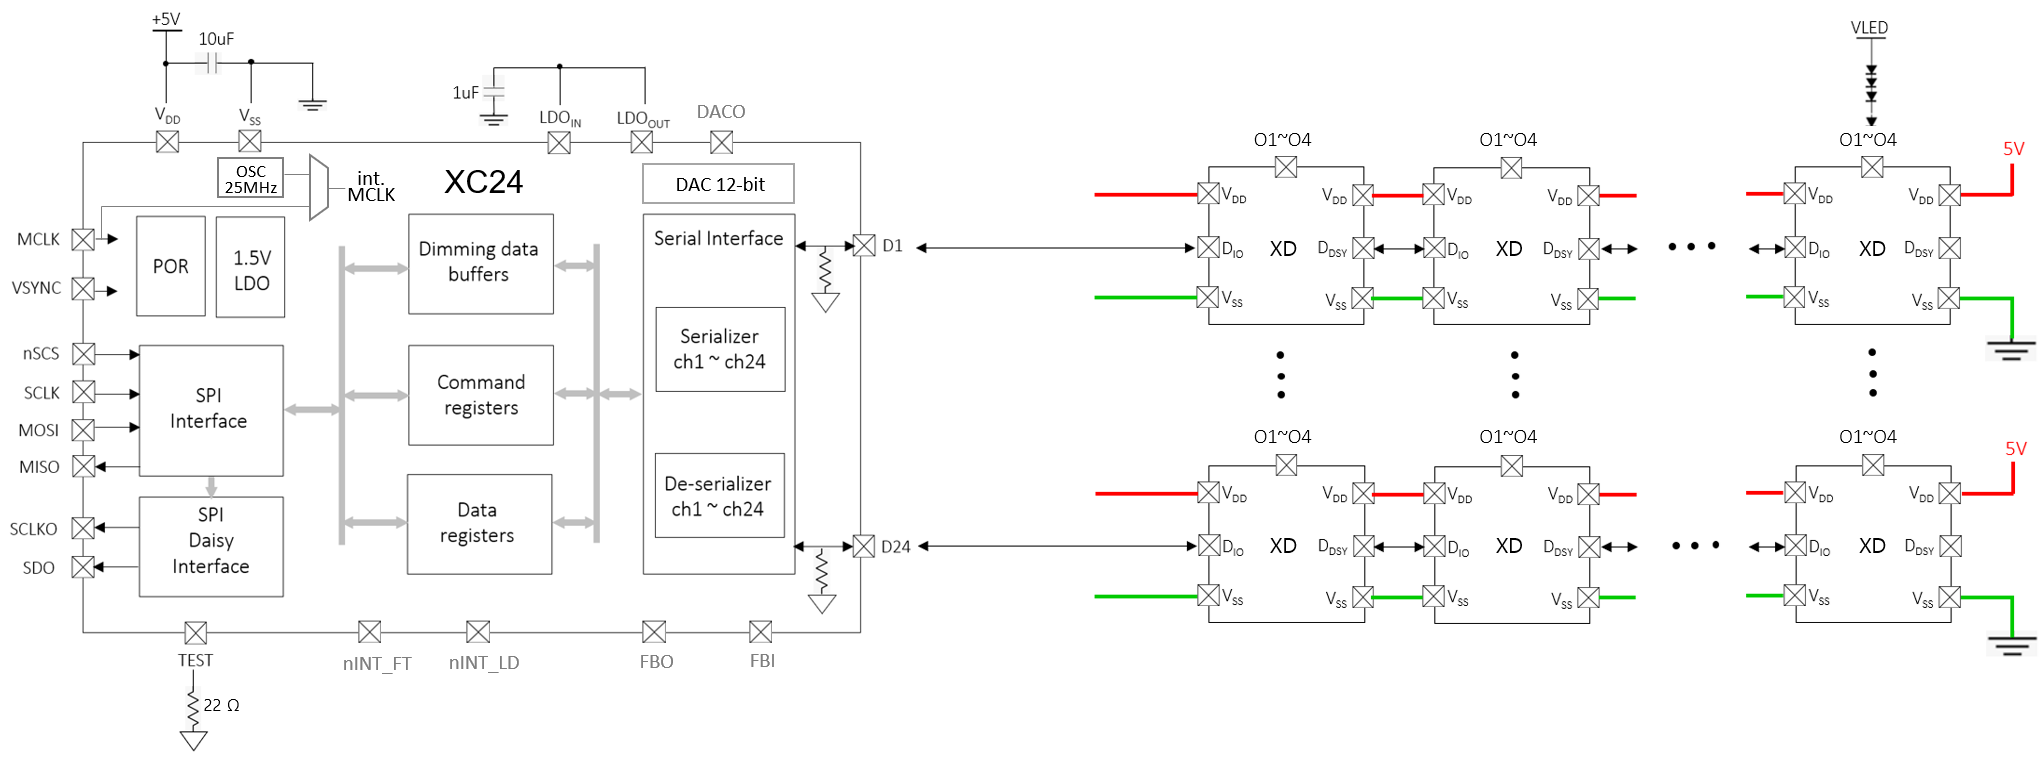 +5V
10uF
VDD
VSS
1uF
LDOIN
LDOOUT
DACO
OSC
25MHz
int.
MCLK
XC24
DAC 12-bit
MCLK
VSYNC
nSCS
SCLK
MOSI
MISO
SCLKO
SDO
POR
1.5V
LDO
SPI
Interface
SPI
Daisy
Interface
Dimming data
buffers
Command
registers
Data
registers
Serial Interface
Serializer
ch1 ~ ch24
De-serializer
ch1 ~ ch24
D1
D24
TEST
22 Ω
nINT_FT
nINT_LD
FBO
FBI
VLED
O1~O4
O1~O4
O1~O4
5V
VDD
VDD
VDD
VDD
VDD
VDD
DIO
XD
DDSY
DIO
XD
DDSY
DIO
XD
DDSY
VSS
VSS
VSS
VSS
VSS
VSS
O1~O4
O1~O4
O1~O4
5V
VDD
VDD
VDD
VDD
VDD
VDD
DIO
XD
DDSY
DIO
XD
DDSY
DIO
XD
DDSY
VSS
VSS
VSS
VSS
VSS
VSS